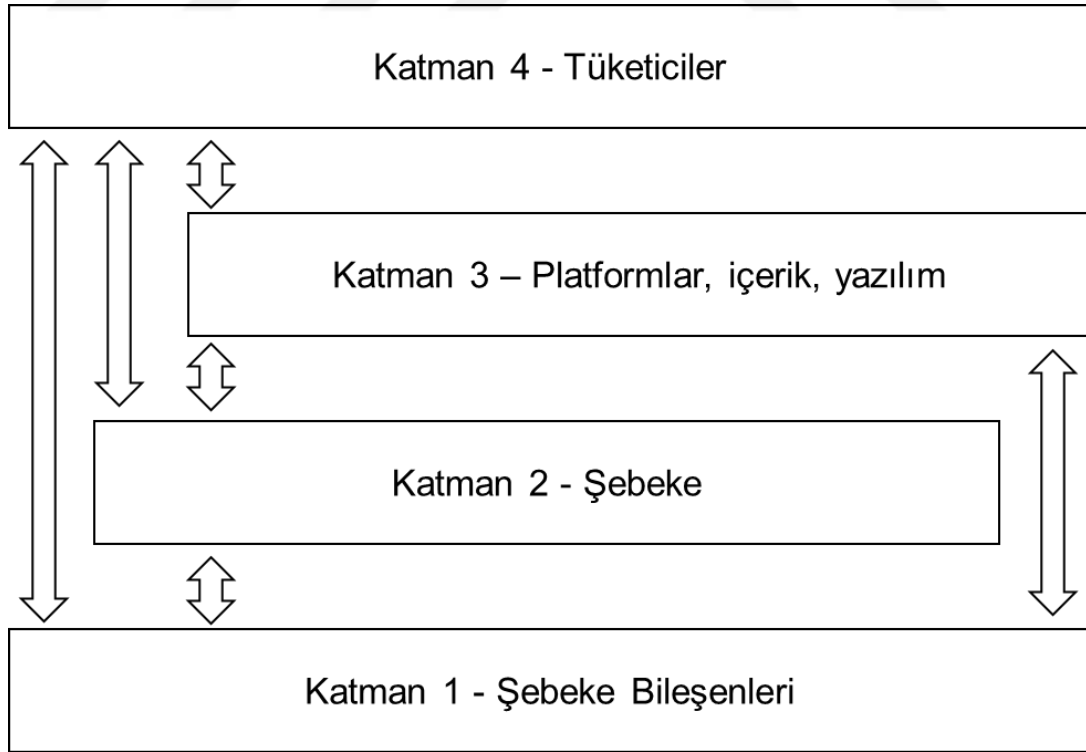 Katman 4 - Tüketiciler
Katman 3 – Platformlar, içerik, yazılım
Katman 2 - Şebeke
Katman 1 - Şebeke Bileşenleri